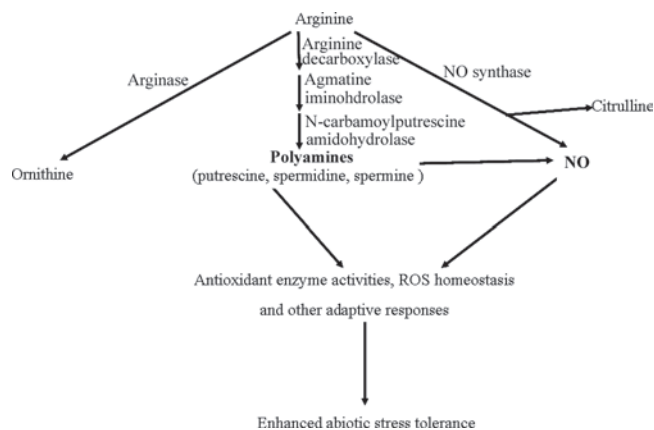 Arginine
Arginine
decarboxylase
Arginase
NO synthase
Agmatine
iminohdrolase
Citrulline
N-carbamoylputrescine
amidohydrolase
Ornithine
Polyamines
(putrescine, spermidine, spermine )
NO
Antioxidant enzyme activities, ROS homeostasis
and other adaptive responses
Enhanced abiotic stress tolerance